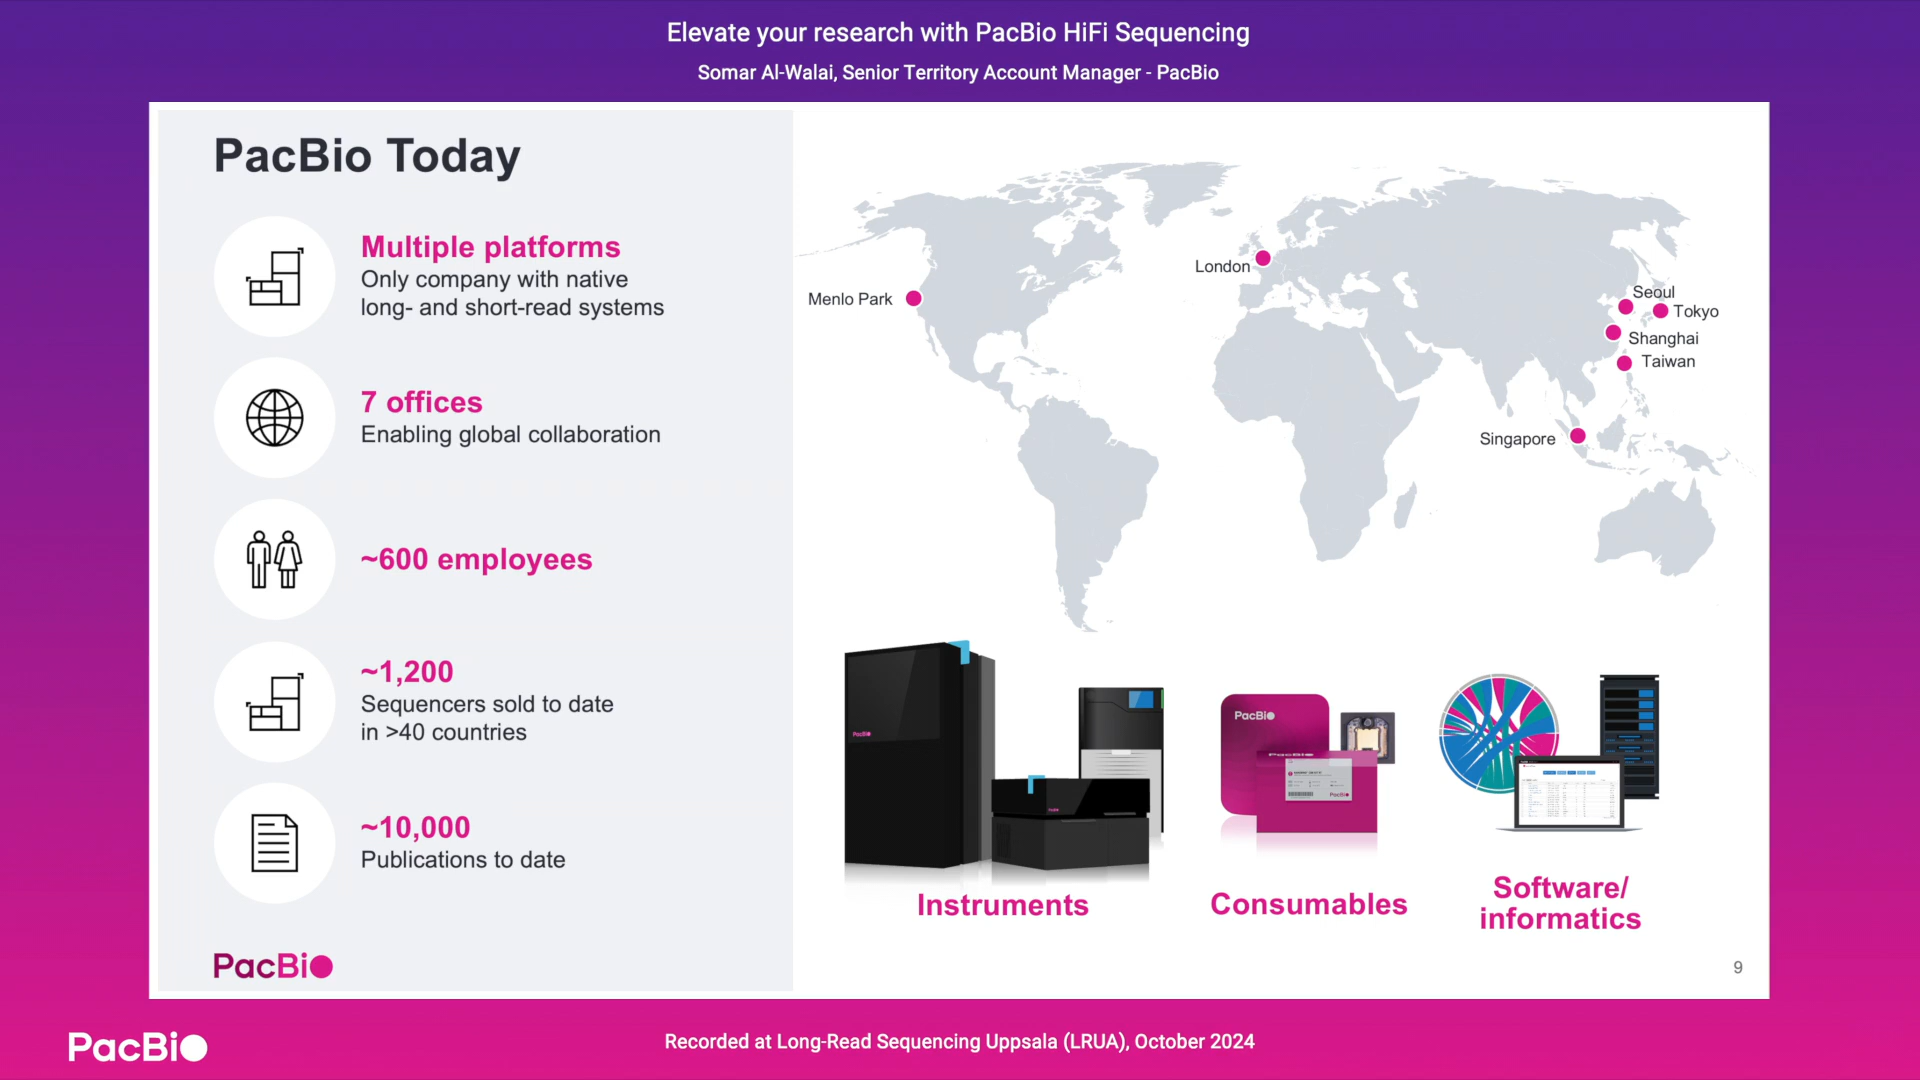 Elevate your research with PacBio HiFi Sequencing
Somar Al-Walai, Senior Territory Account Manager - PacBio
PacBio Today
Multiple platforms
Only company with native
long- and short-read systems
7 offices
Enabling global collaboration
~600 employees
~1,200
Sequencers sold to date
in >40 countries
~10,000
Publications to date
PacBio
Menlo Park
London
Seoul
Tokyo
Shanghai
Taiwan
Singapore
PacBio
PacBio
PacBio
Instruments
Consumables
Software/
informatics
9
PacBio
Recorded at Long-Read Sequencing Uppsala (LRUA), October 2024